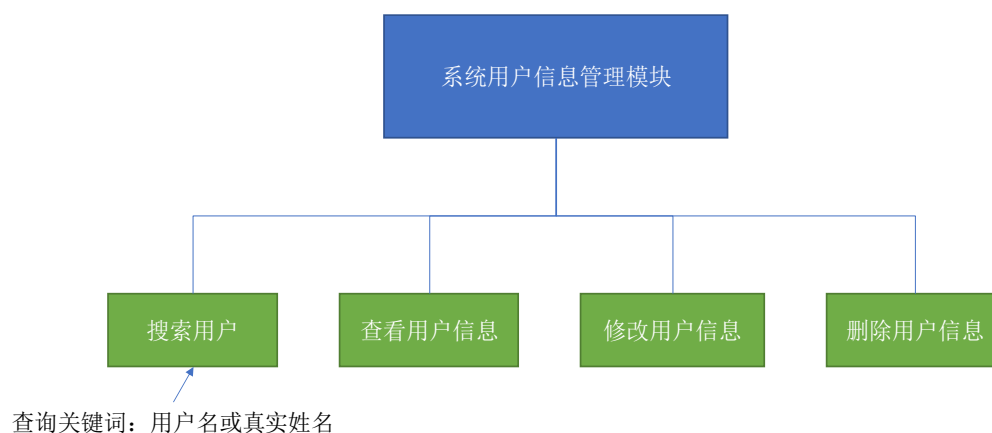 系统用户信息管理模块
搜索用户
查看用户信息
修改用户信息
删除用户信息
查询关键词：用户名或真实姓名